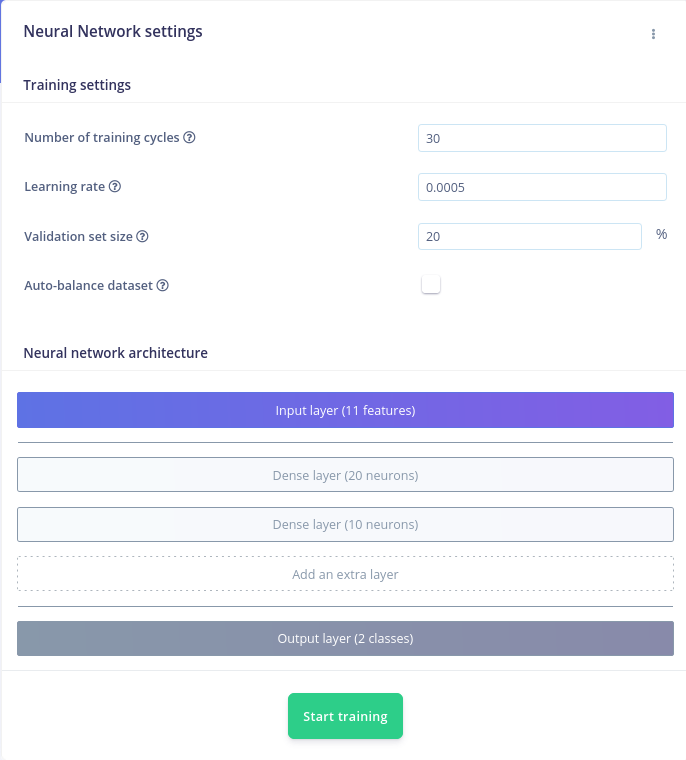 Neural Network settings
Training settings
Number of training cycles ?
30
Learning rate ?
0.0005
Validation set size ?
20 %
Auto-balance dataset ?
Neural network architecture
Input layer (11 features)
Dense layer (20 neurons)
Dense layer (10 neurons)
Add an extra layer
Output layer (2 classes)
Start training